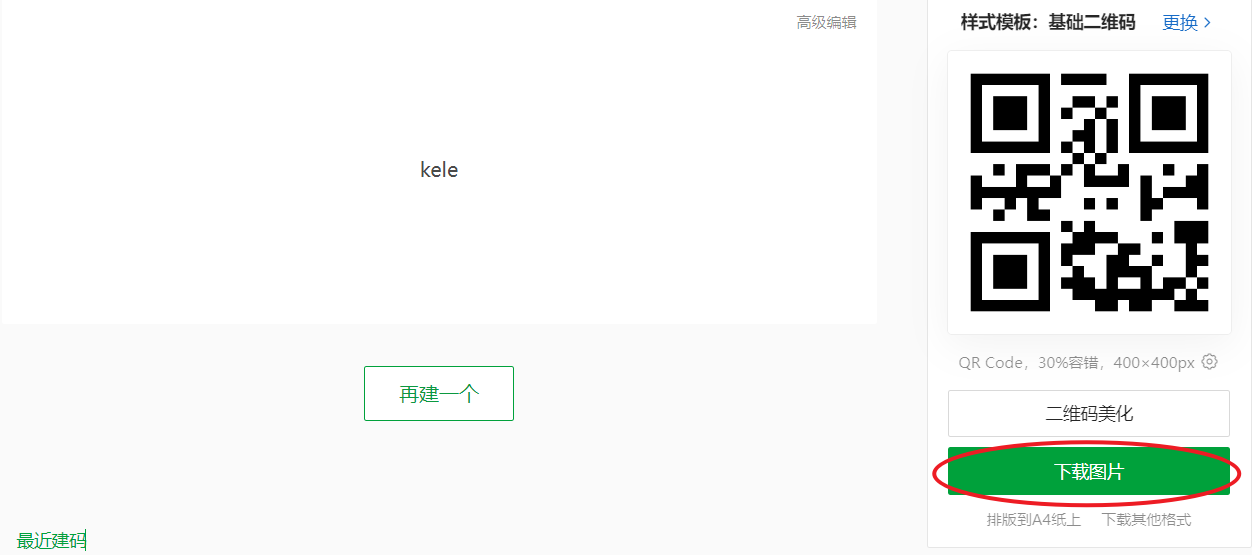 高级编辑
kele
再建一个
最近建码
样式模板：基础二维码 更换
QR Code，30%容错，400×400px
二维码美化
下载图片
排版到A4纸上 下载其他格式